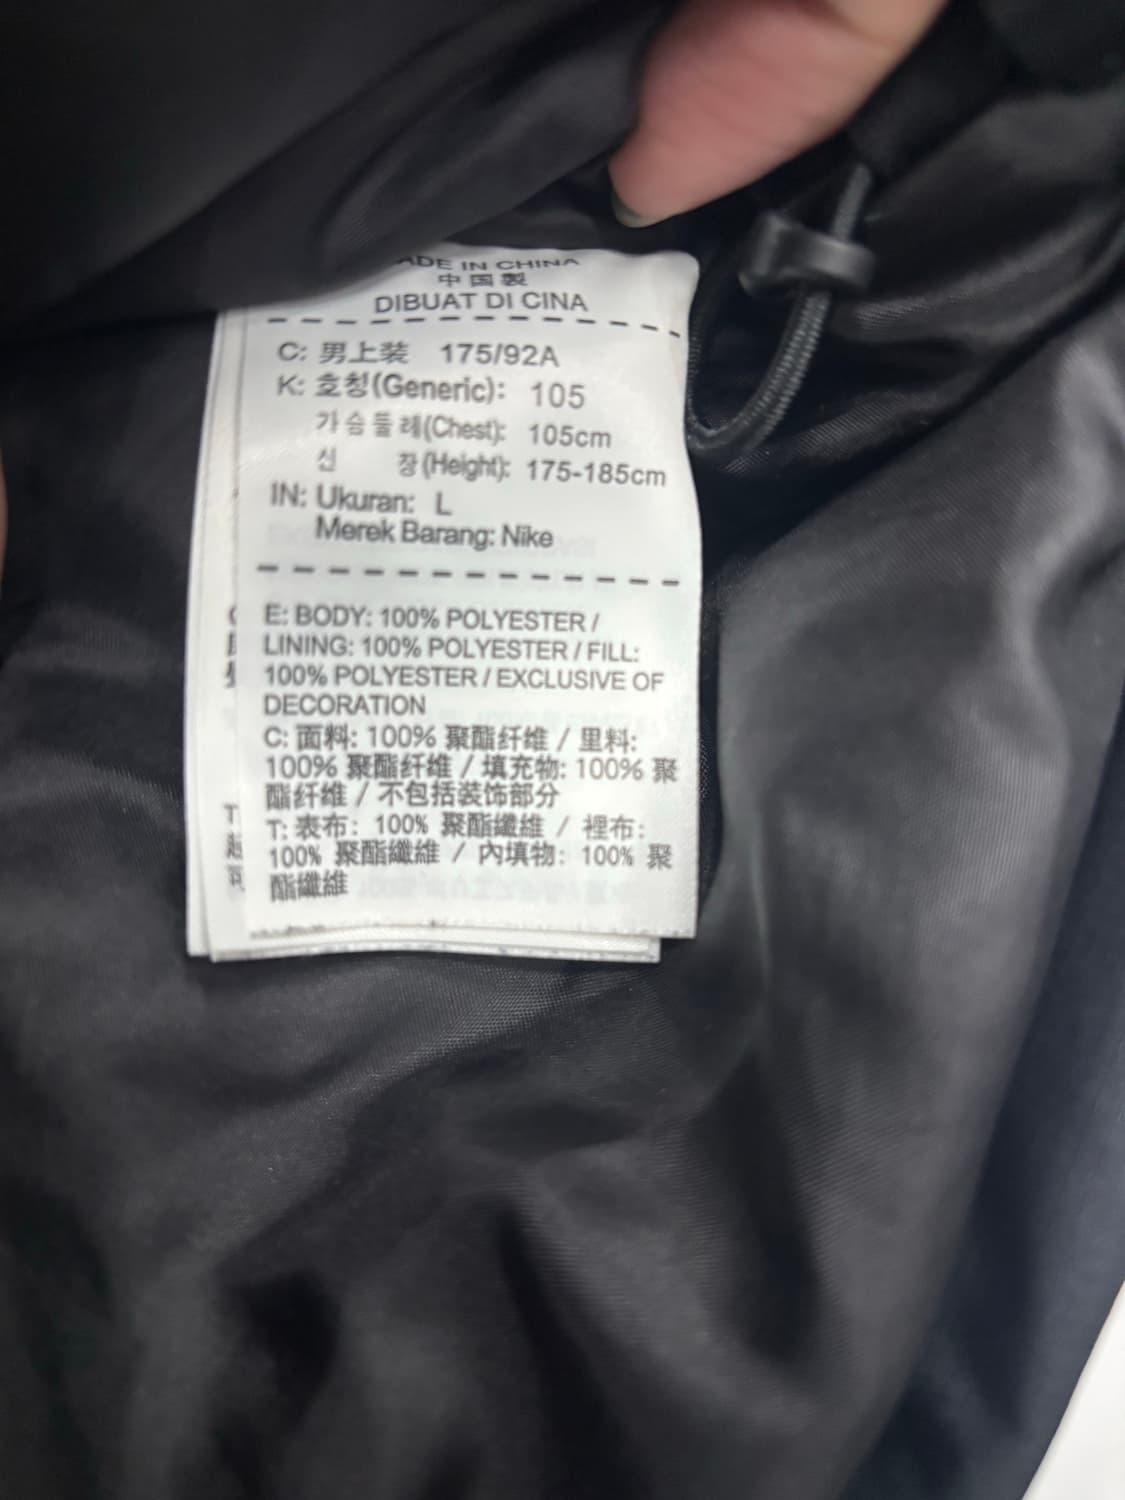 ADE IN CHINA
中国製
DIBUAT DI CINA
C: 男上装 175/92A
K: 호칭(Generic): 105
가슴둘레(Chest): 105cm
신 장(Height): 175-185cm
IN: Ukuran: L
Merek Barang: Nike
E: BODY: 100% POLYESTER /
LINING: 100% POLYESTER / FILL:
100% POLYESTER / EXCLUSIVE OF
DECORATION
C: 面料: 100% 聚酯纤维 / 里料:
100% 聚酯纤维 / 填充物: 100% 聚
酯纤维 / 不包括装饰部分
T: 表布: 100% 聚酯纖維 / 裡布:
100% 聚酯纖維 / 內填物: 100% 聚
酯纖維